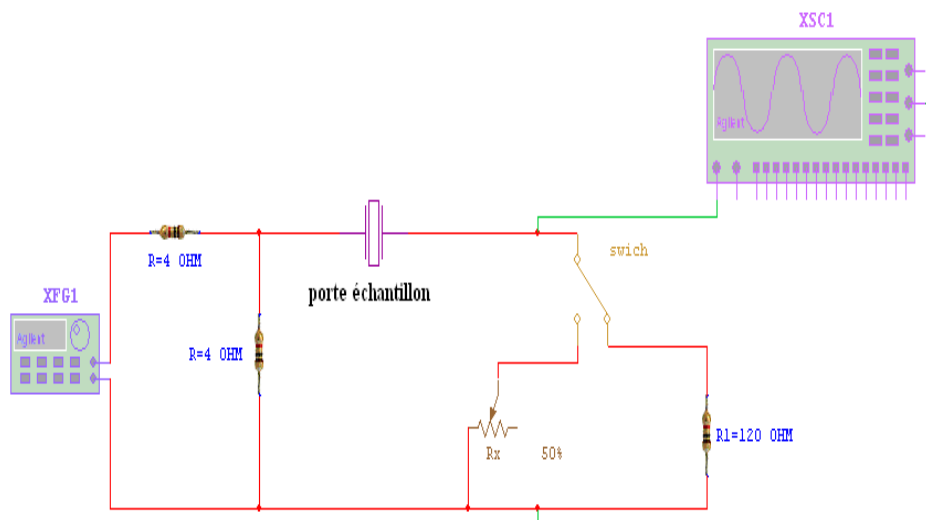 XSC1
Agilent
swich
R=4 OHM
porte échantillon
XFG1
Agilent
R=4 OHM
Rx 50%
R1=120 OHM